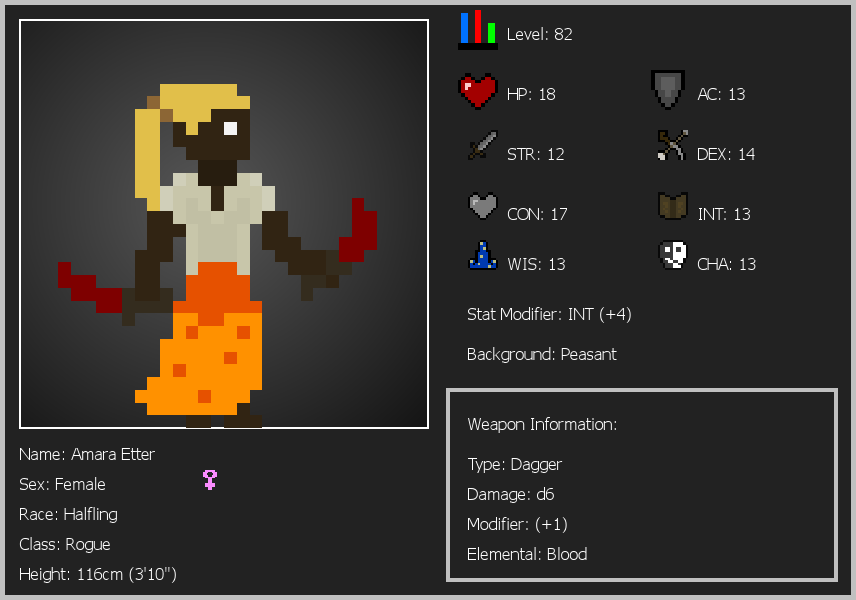 Level: 82
HP: 18
AC: 13
STR: 12
DEX: 14
CON: 17
INT: 13
WIS: 13
CHA: 13
Stat Modifier: INT (+4)
Background: Peasant
Weapon Information:
Type: Dagger
Damage: d6
Modifier: (+1)
Elemental: Blood
Name: Amara Etter
Sex: Female
Race: Halfling
Class: Rogue
Height: 116cm (3'10")